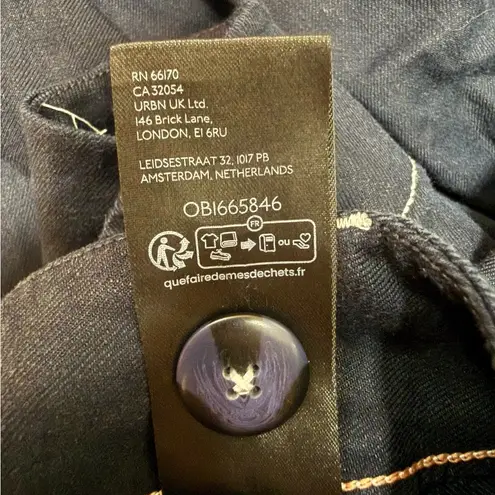 RN 66170
CA 32054
URBN UK Ltd.
146 Brick Lane,
LONDON, E1 6RU
LEIDSESTRAAT 32, 1017 PB
AMSTERDAM, NETHERLANDS
OB1665846
FR
ou
quefairedemesdechets.fr